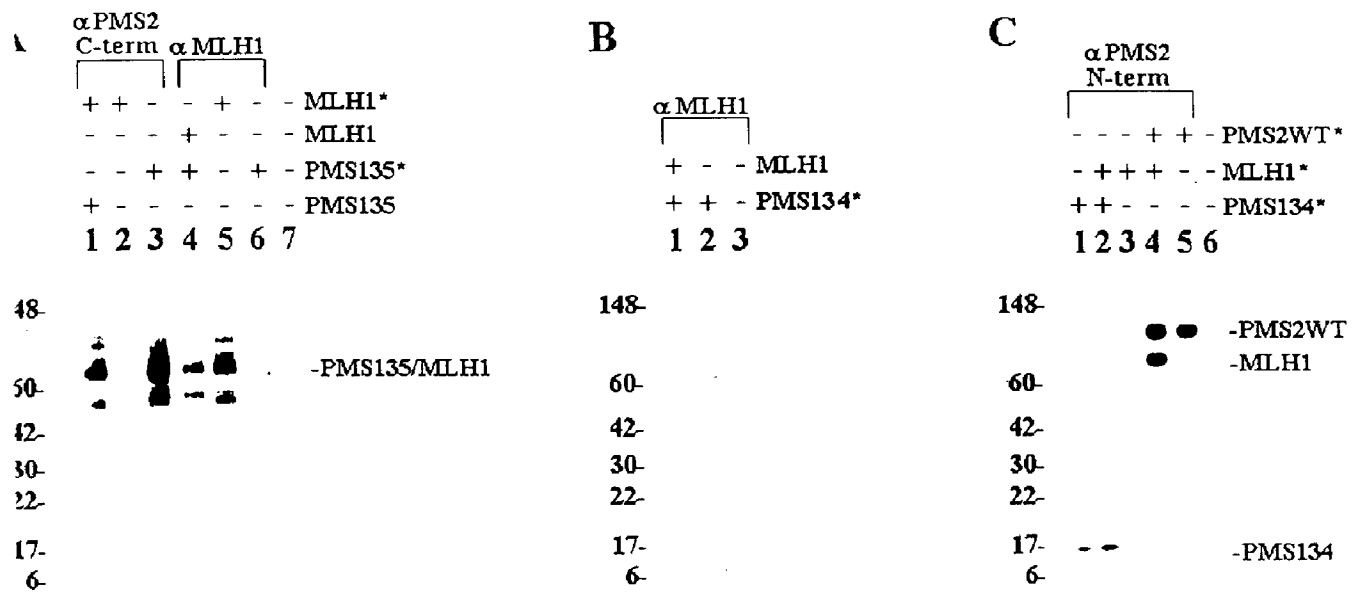 B
C
αPMS2
C-term αMLH1
+ + - - + - - MLH1*
- - - + - - - MLH1
- - + + - + - PMS135*
+ - - - - - - PMS135
1 2 3 4 5 6 7
48-
50-
42-
30-
22-
17-
6-
-PMS135/MLH1
αMLH1
+ - - MLH1
+ + - PMS134*
1 2 3
148-
60-
42-
30-
22-
17-
6-
αPMS2
N-term
- - - + + - PMS2WT*
- + + + - - MLH1*
+ + - - - - PMS134*
1 2 3 4 5 6
148-
60-
42-
30-
22-
17-
6-
-PMS2WT
-MLH1
-PMS134